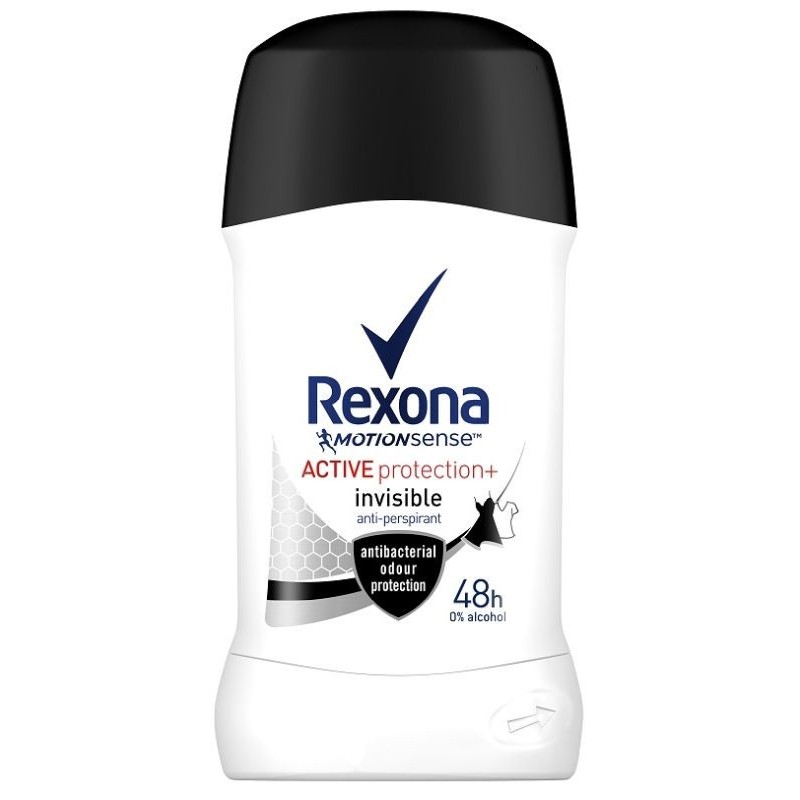 Rexona
MOTIONsense™
ACTIVE protection+
invisible
anti-perspirant
antibacterial
odour
protection
48h
0% alcohol